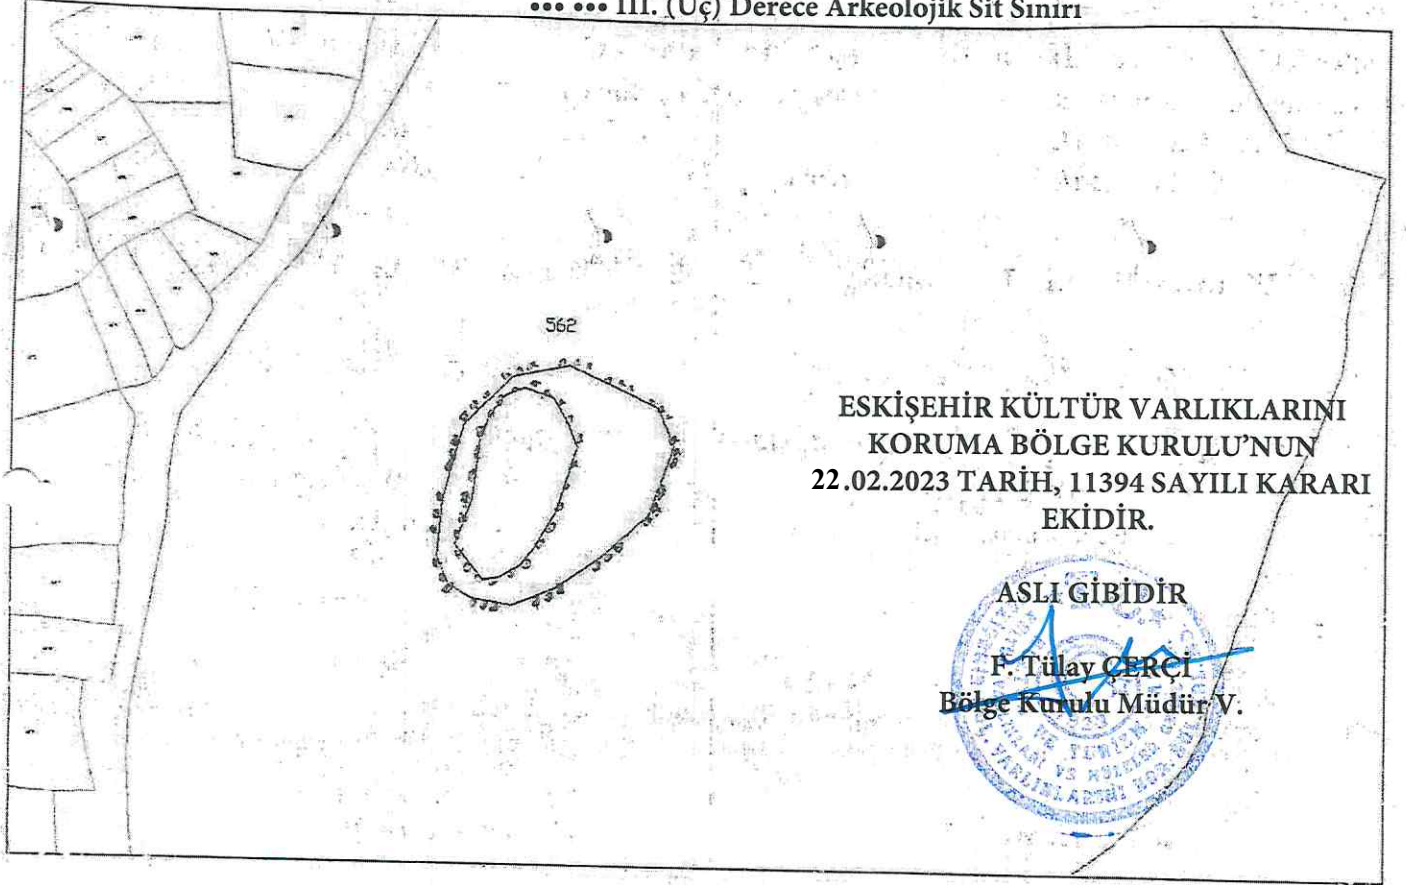 ••• ••• III. (Üç) Derece Arkeolojik Sit Sınırı
562
ESKİŞEHİR KÜLTÜR VARLIKLARINI
KORUMA BÖLGE KURULU’NUN
22.02.2023 TARİH, 11394 SAYILI KARARI
EKİDİR.
ASLI GİBİDİR
F. Tülay ÇERÇİ
Bölge Kurulu Müdür V.